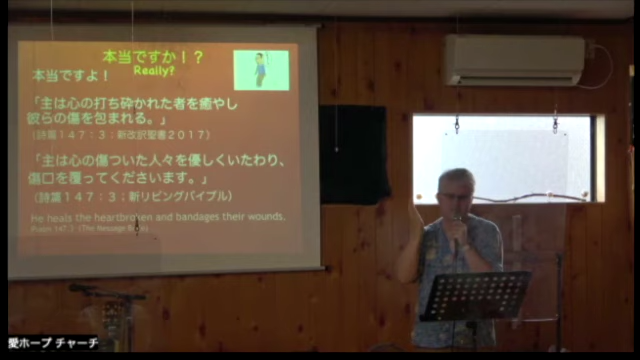 本当ですか！？
Really?
本当ですよ！
「主は心の打ち砕かれた者を癒やし
彼らの傷を包まれる。」
（詩篇１４７：３；新改訳聖書２０１７）
「主は心の傷ついた人々を優しくいたわり、
傷口を覆ってくださいます。」
（詩篇１４７：３；新リビングバイブル）
He heals the heartbroken and bandages their wounds.
Psalm 147.3 (The Message Bible)
愛ホープ チャーチ